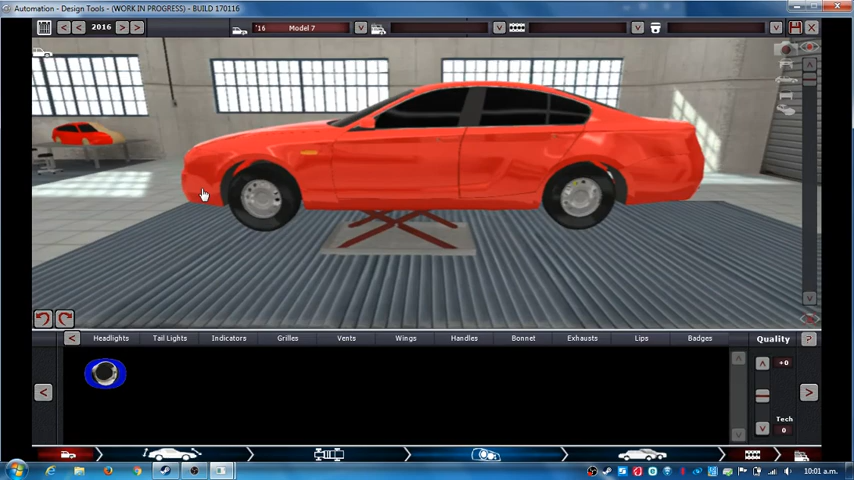 Automation - Design Tools - (WORK IN PROGRESS) - BUILD 170116
2016
'16 Model 7
Headlights Tail Lights Indicators Grilles Vents Wings Handles Bonnet Exhausts Lips Badges Quality ?
+0
Tech
0
10:01 a.m.